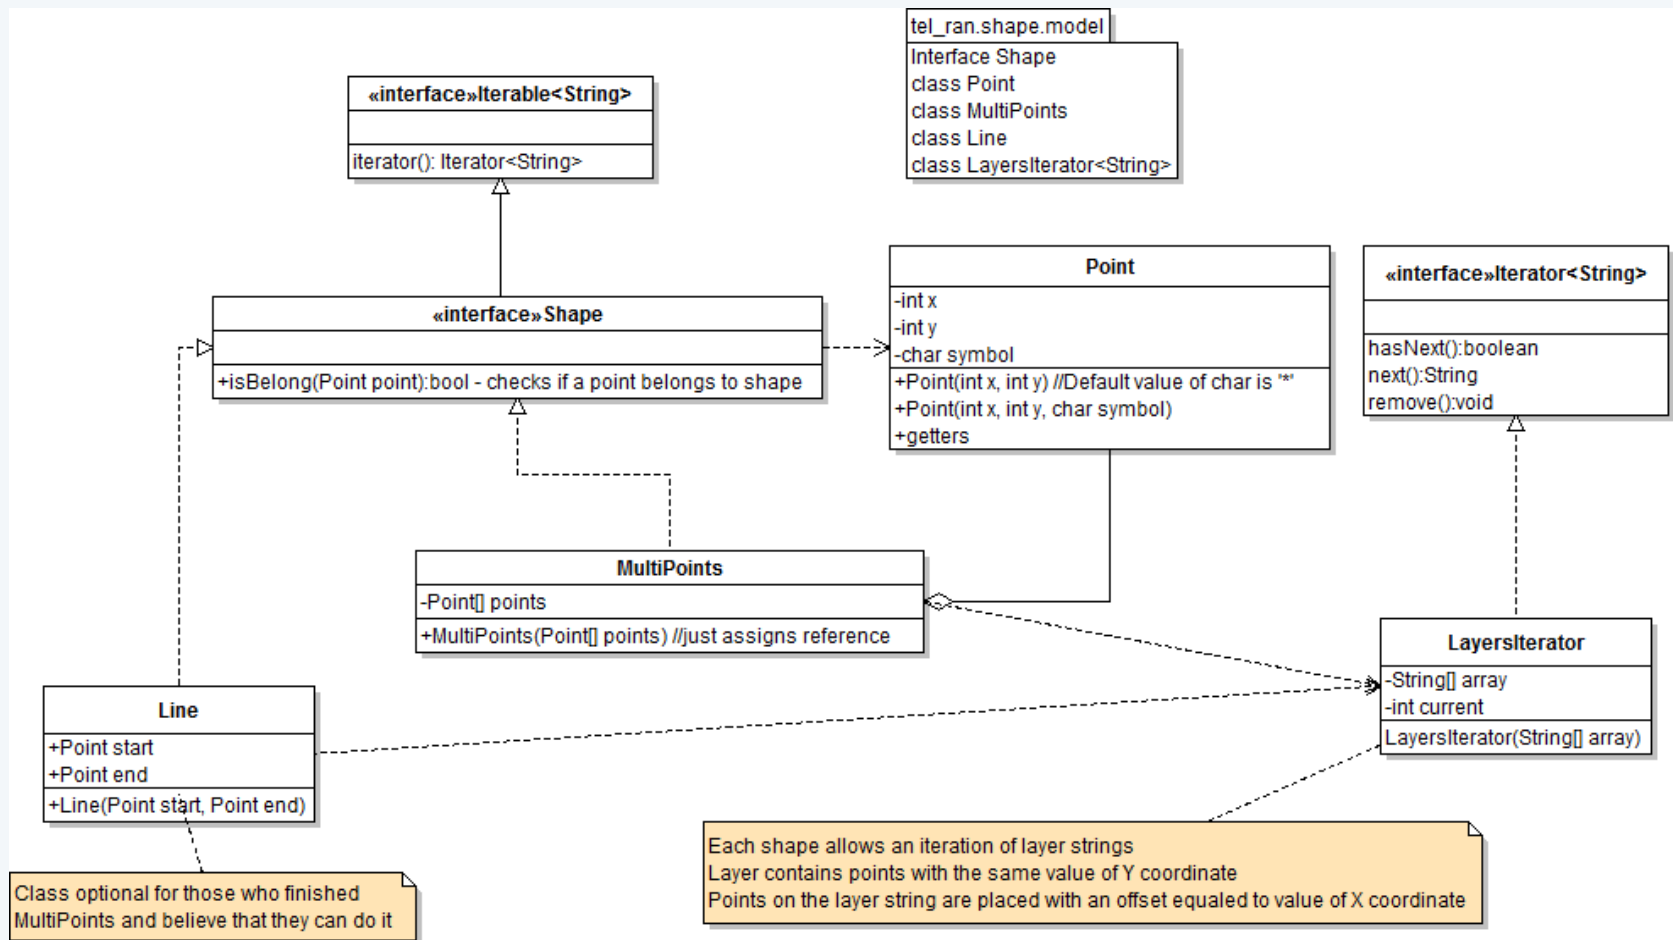 tel_ran.shape.model
Interface Shape
class Point
class MultiPoints
class Line
class LayersIterator<String>
«interface»Iterable<String>
iterator(): Iterator<String>
«interface»Shape
+isBelong(Point point):bool - checks if a point belongs to shape
Point
-int x
-int y
-char symbol
+Point(int x, int y) //Default value of char is '*'
+Point(int x, int y, char symbol)
+getters
«interface»Iterator<String>
hasNext():boolean
next():String
remove():void
MultiPoints
-Point[] points
+MultiPoints(Point[] points) //just assigns reference
LayersIterator
-String[] array
-int current
LayersIterator(String[] array)
Line
+Point start
+Point end
+Line(Point start, Point end)
Each shape allows an iteration of layer strings
Layer contains points with the same value of Y coordinate
Points on the layer string are placed with an offset equaled to value of X coordinate
Class optional for those who finished
MultiPoints and believe that they can do it